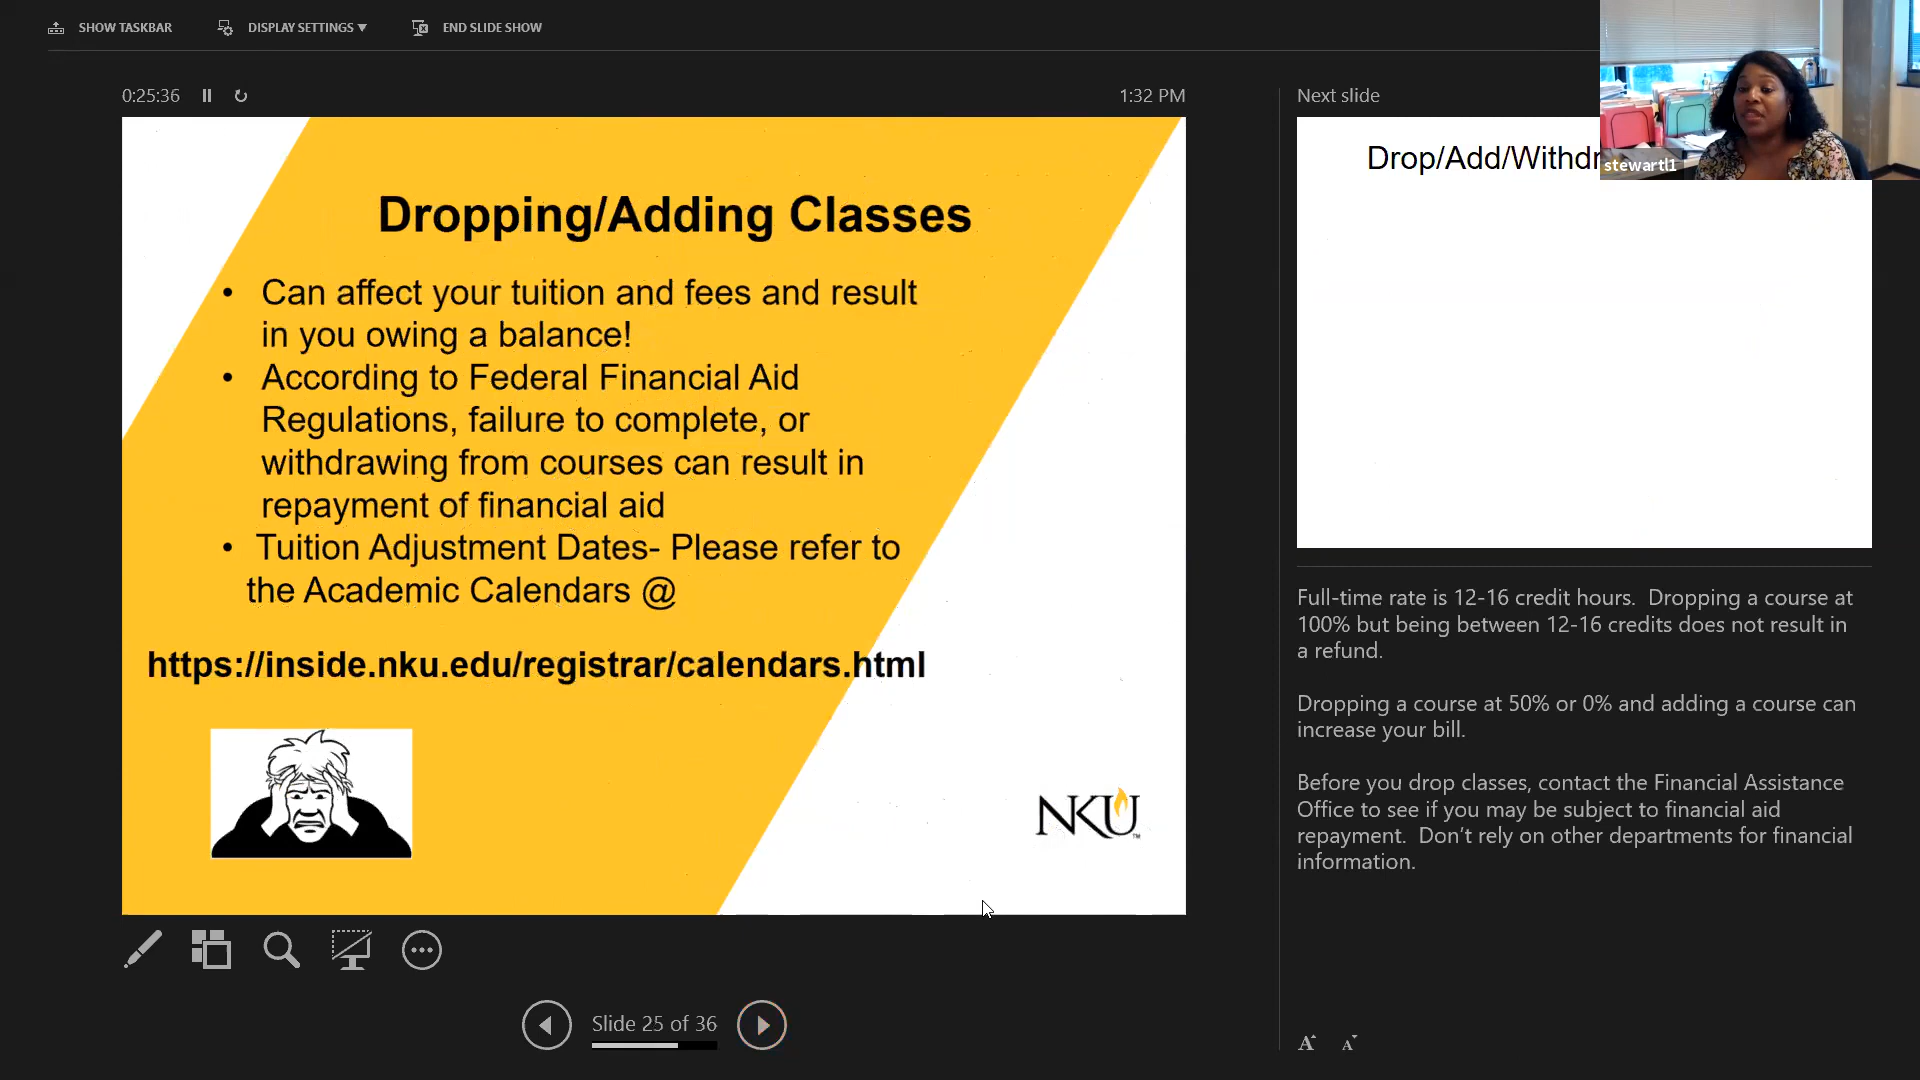 SHOW TASKBAR
DISPLAY SETTINGS
END SLIDE SHOW
0:25:36
1:32 PM
Dropping/Adding Classes
• Can affect your tuition and fees and result
in you owing a balance!
• According to Federal Financial Aid
Regulations, failure to complete, or
withdrawing from courses can result in
repayment of financial aid
• Tuition Adjustment Dates- Please refer to
the Academic Calendars @
https://inside.nku.edu/registrar/calendars.html
NKU
TM
Slide 25 of 36
Next slide
stewartl1
Drop/Add/Withdr
Full-time rate is 12-16 credit hours.  Dropping a course at
100% but being between 12-16 credits does not result in
a refund.
Dropping a course at 50% or 0% and adding a course can
increase your bill.
Before you drop classes, contact the Financial Assistance
Office to see if you may be subject to financial aid
repayment.  Don’t rely on other departments for financial
information.
A A